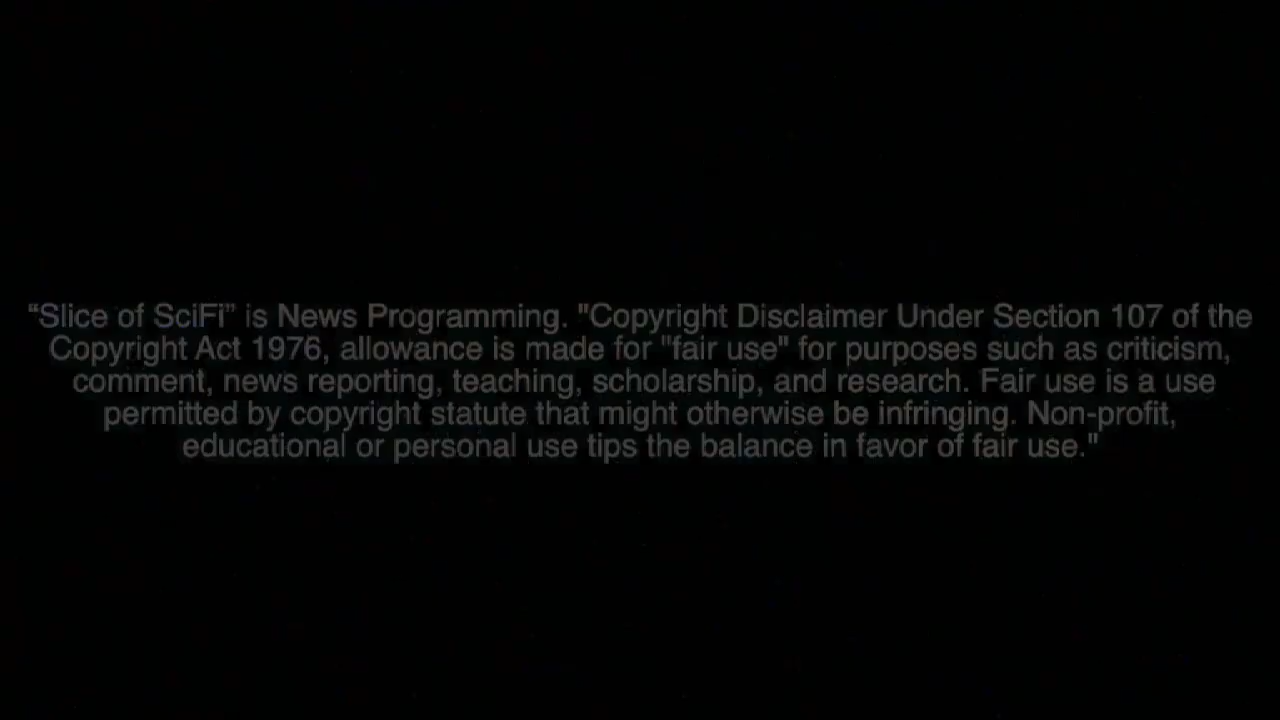 “Slice of SciFi” is News Programming. "Copyright Disclaimer Under Section 107 of the
Copyright Act 1976, allowance is made for "fair use" for purposes such as criticism,
comment, news reporting, teaching, scholarship, and research. Fair use is a use
permitted by copyright statute that might otherwise be infringing. Non-profit,
educational or personal use tips the balance in favor of fair use."